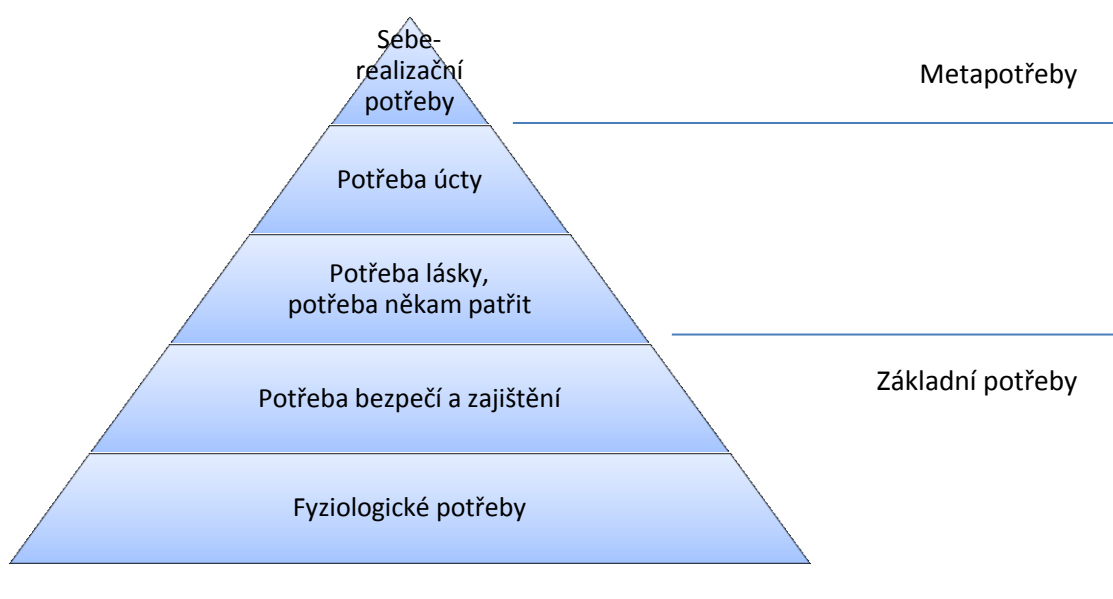 Sebe-
realizační
potřeby
Metapotřeby
Potřeba úcty
Potřeba lásky,
potřeba někam patřit
Základní potřeby
Potřeba bezpečí a zajištění
Fyziologické potřeby